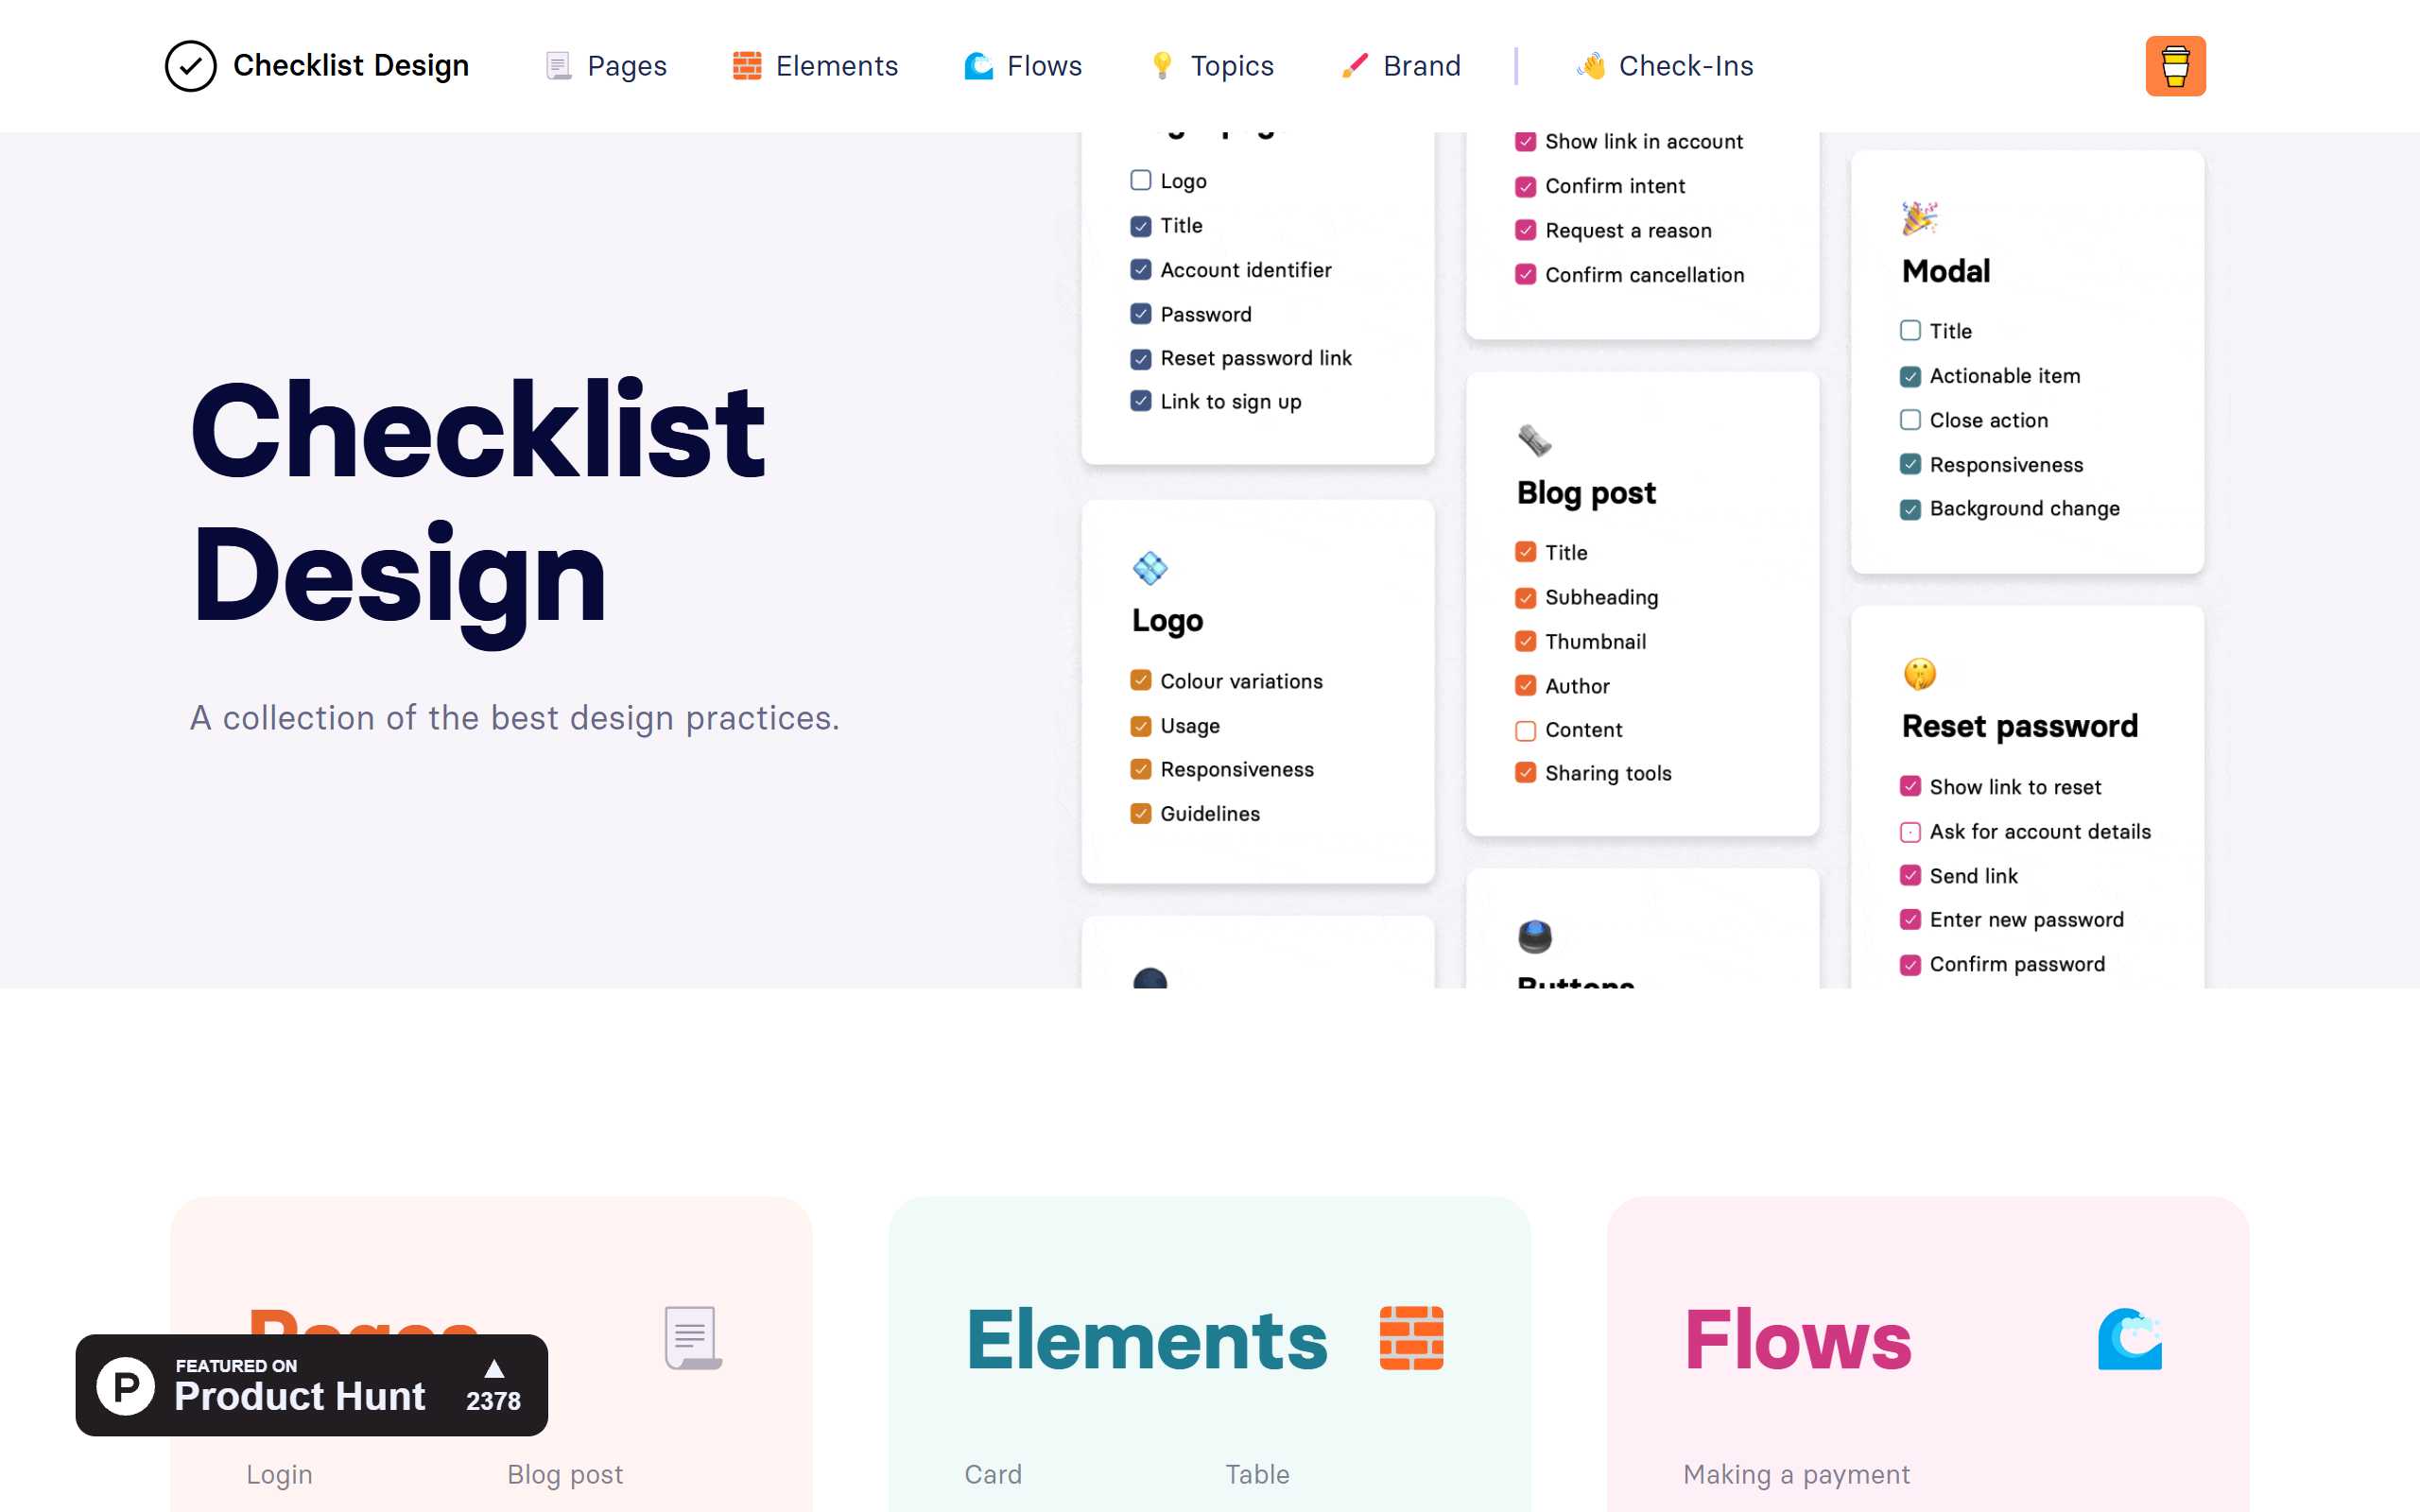 Checklist Design
Pages
Elements
Flows
Topics
Brand
Check-Ins
Checklist
Design
A collection of the best design practices.
Logo
Title
Account identifier
Password
Reset password link
Link to sign up
Logo
Colour variations
Usage
Responsiveness
Guidelines
Show link in account
Confirm intent
Request a reason
Confirm cancellation
Blog post
Title
Subheading
Thumbnail
Author
Content
Sharing tools
Buttons
Modal
Title
Actionable item
Close action
Responsiveness
Background change
Reset password
Show link to reset
Ask for account details
Send link
Enter new password
Confirm password
Pages
Login
Blog post
Elements
Card
Table
Flows
Making a payment
P
FEATURED ON
Product Hunt
2378